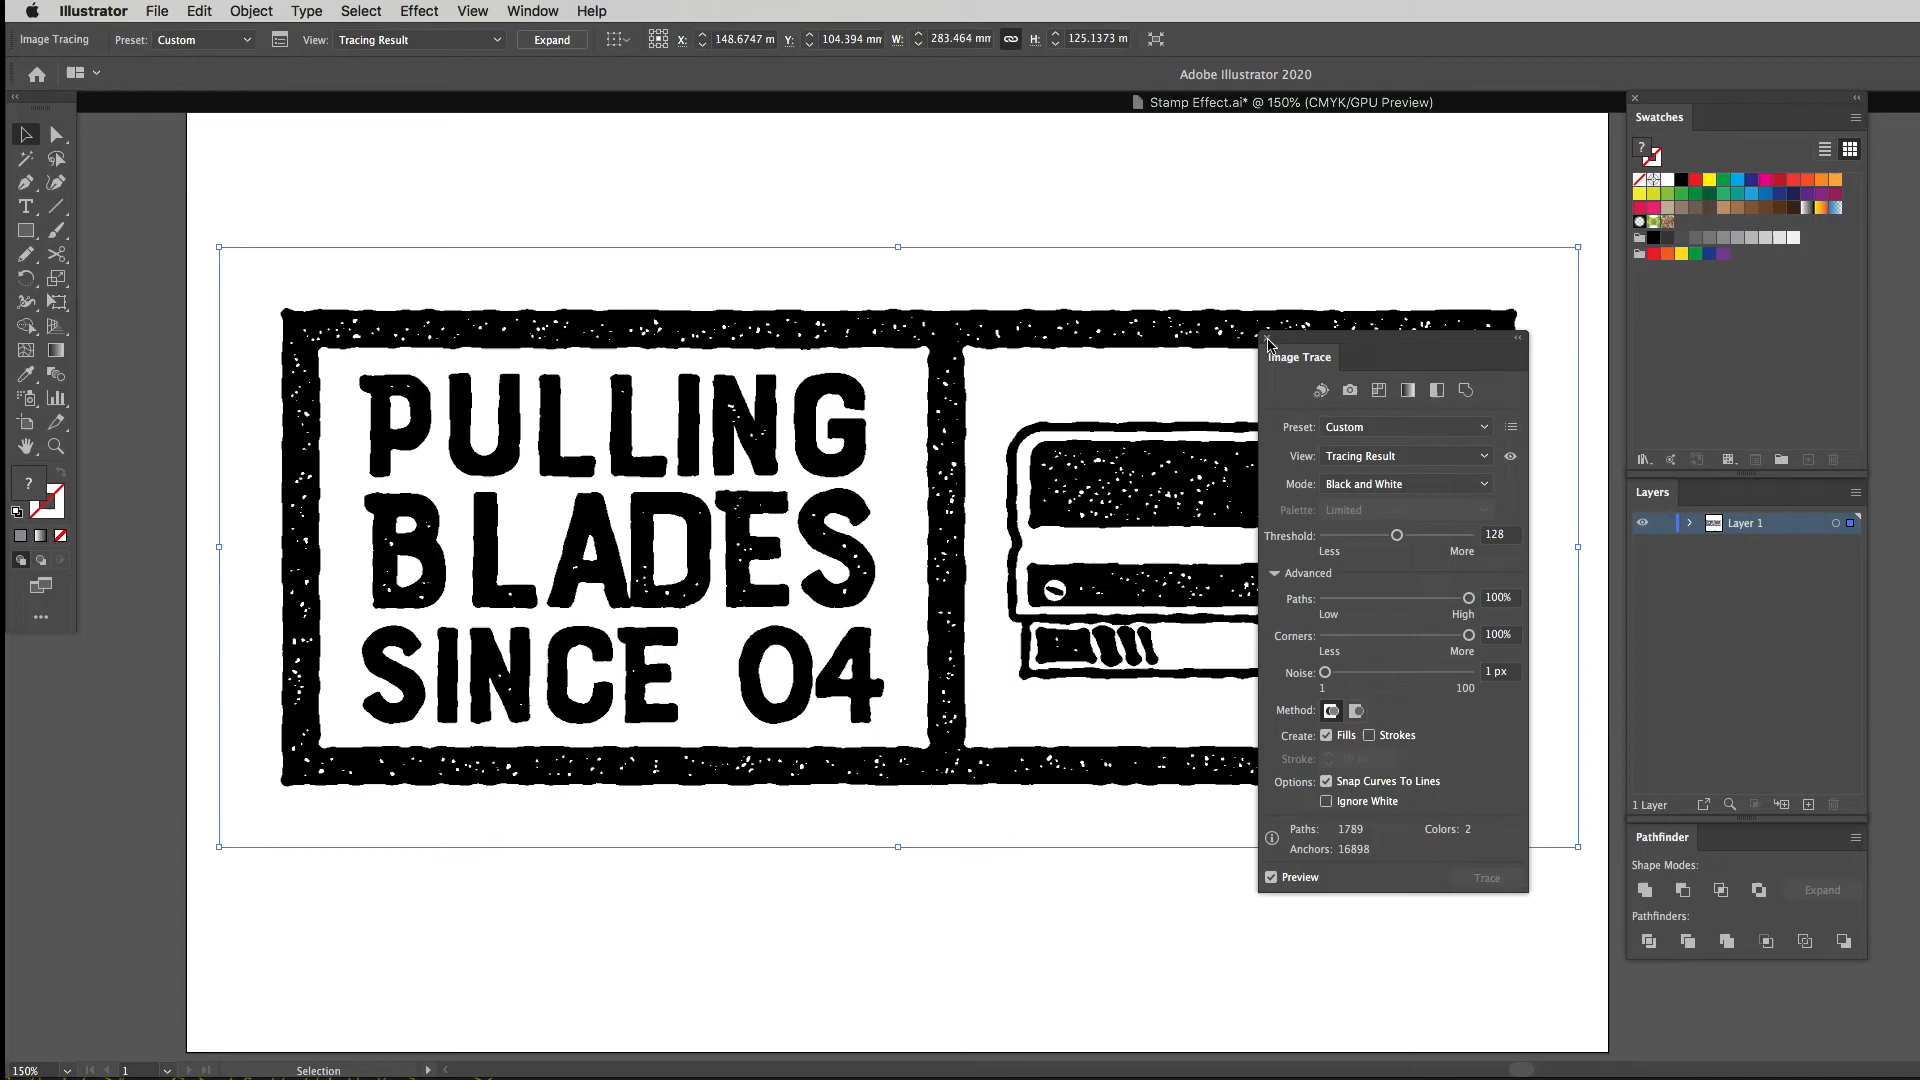 Illustrator File Edit Object Type Select Effect View Window Help
Image Tracing Preset: Custom View: Tracing Result Expand X: 148.6747 m Y: 104.394 mm W: 283.464 mm H: 125.1373 m
Adobe Illustrator 2020
Stamp Effect.ai* @ 150% (CMYK/GPU Preview)
Swatches
PULLING
BLADES
SINCE 04
Image Trace
Preset: Custom
View: Tracing Result
Mode: Black and White
Palette: Limited
Threshold: 128
Less More
Advanced
Paths: 100%
Low High
Corners: 100%
Less More
Noise: 1 px
1 100
Method:
Create: Fills Strokes
Stroke:
Options: Snap Curves To Lines
Ignore White
Paths: 1789 Colors: 2
Anchors: 16898
Preview Trace
Layers
Layer 1
1 Layer
Pathfinder
Shape Modes:
Expand
Pathfinders:
150% 1 Selection